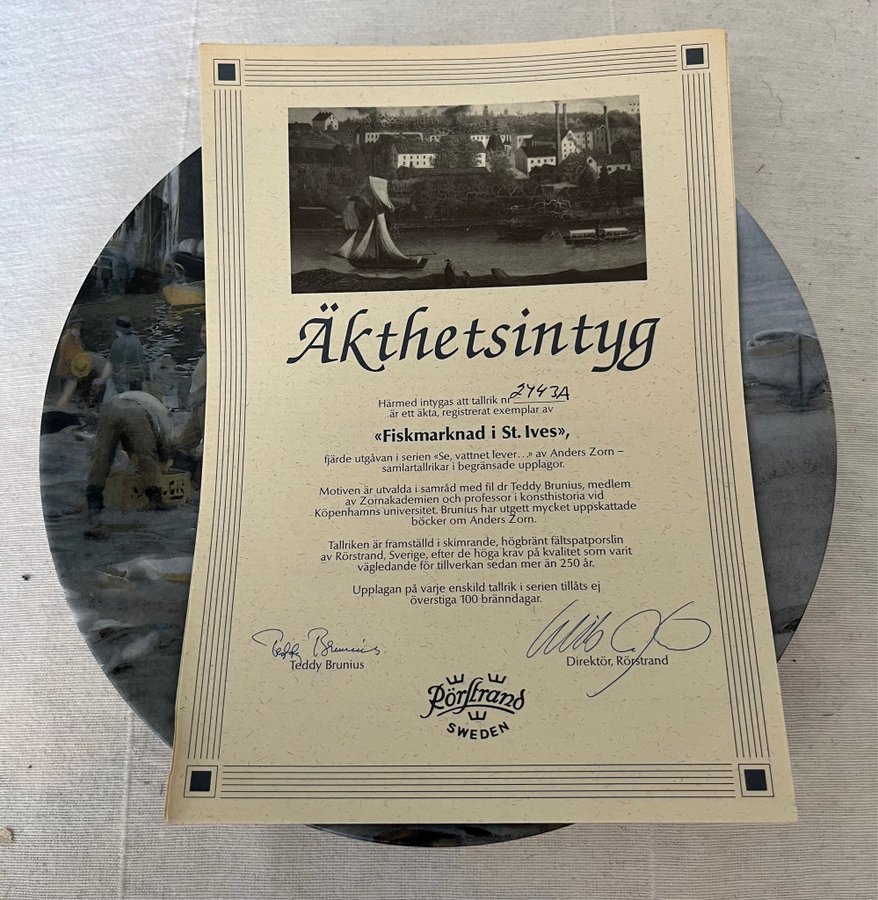 Äkthetsintyg
Härmed intygas att tallrik nr 2743A
är ett äkta, registrerat exemplar av
«Fiskmarknad i St. Ives»,
fjärde utgåvan i serien «Se, vattnet lever...» av Anders Zorn –
samlartallrikar i begränsade upplagor.
Motiven är utvalda i samråd med fil dr Teddy Brunius, medlem
av Zornakademien och professor i konsthistoria vid
Köpenhamns universitet. Brunius har utgett mycket uppskattade
böcker om Anders Zorn.
Tallriken är framställd i skimrande, högbränt fältspatporslin
av Rörstrand, Sverige, efter de höga krav på kvalitet som varit
vägledande för tillverkan sedan mer än 250 år.
Upplagan på varje enskild tallrik i serien tillåts ej
överstiga 100 bränndagar.
Teddy Brunius
Teddy Brunius
Direktör, Rörstrand
Rörstrand
SWEDEN